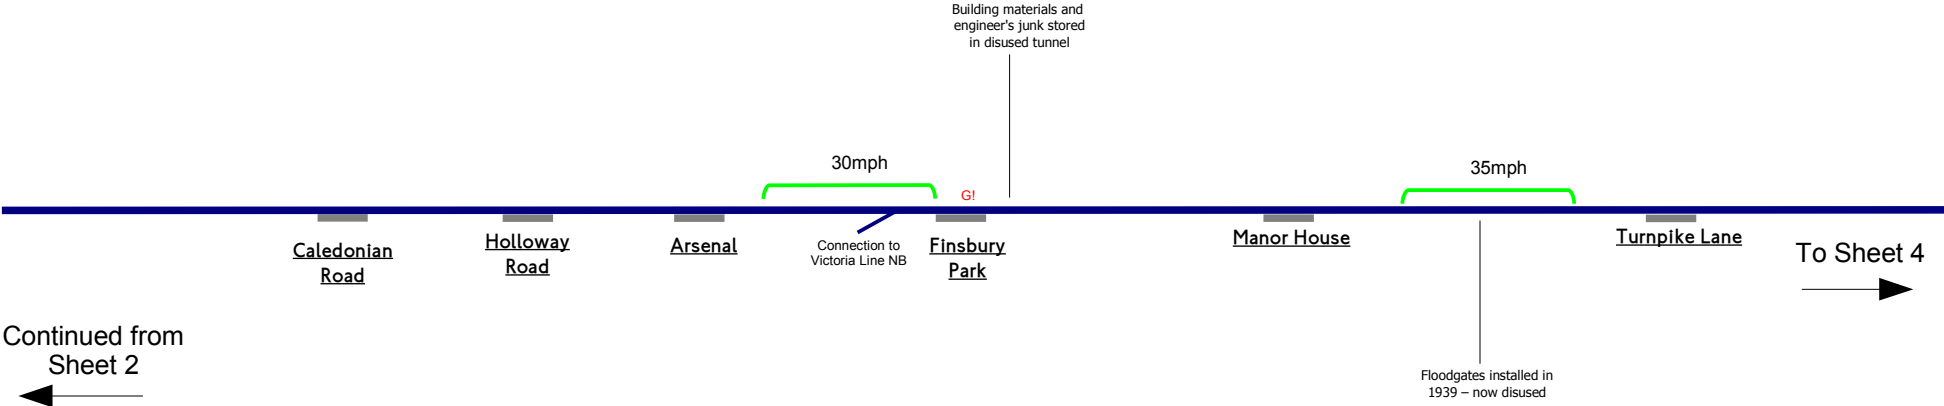 Building materials and
engineer's junk stored
in disused tunnel
30mph
G!
35mph
Caledonian
Road
Holloway
Road
Arsenal
Connection to
Victoria Line NB
Finsbury
Park
Manor House
Turnpike Lane
To Sheet 4
Continued from
Sheet 2
Floodgates installed in
1939 – now disused